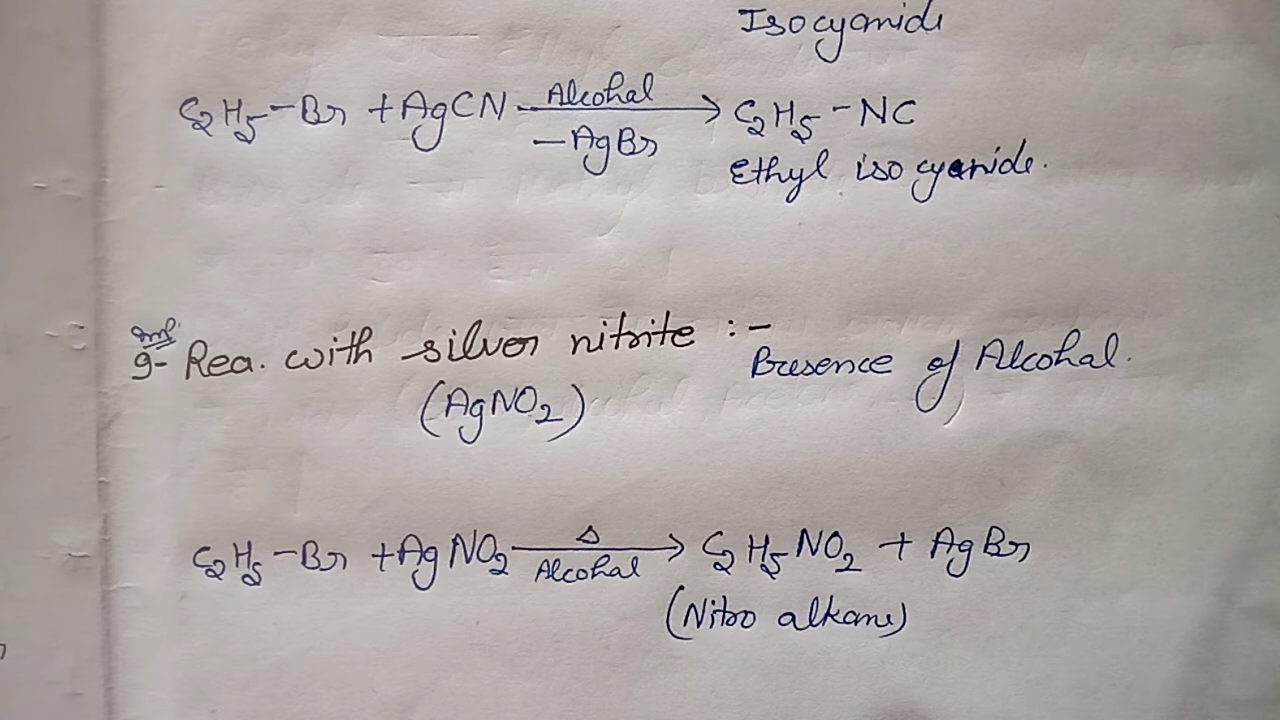 Isocyanide
C₂H₅-Br + AgCN Alcohal → C₂H₅-NC
-AgBr
Ethyl isocyanide.
Imp.
9- Rea. with silver nitrite :-
Presence of Alcohal.
(AgNO₂)
C₂H₅-Br + AgNO₂ Δ Alcohal → C₂H₅NO₂ + AgBr
(Nitro alkane)